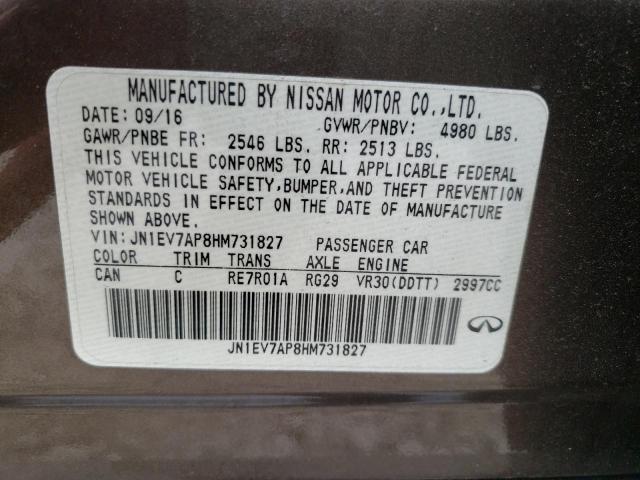 MANUFACTURED BY NISSAN MOTOR CO.,LTD.
DATE: 09/16 GVWR/PNBV: 4980 LBS.
GAWR/PNBE FR: 2546 LBS. RR: 2513 LBS.
THIS VEHICLE CONFORMS TO ALL APPLICABLE FEDERAL
MOTOR VEHICLE SAFETY,BUMPER,AND THEFT PREVENTION
STANDARDS IN EFFECT ON THE DATE OF MANUFACTURE
SHOWN ABOVE.
VIN:JN1EV7AP8HM731827 PASSENGER CAR
COLOR TRIM TRANS AXLE ENGINE
CAN C RE7R01A RG29 VR30(DDTT) 2997CC
JN1EV7AP8HM731827